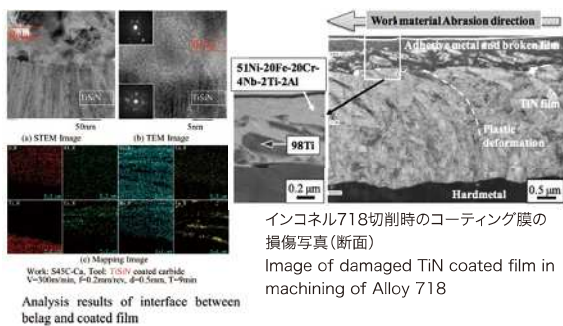 Belag
TiSiN
50nm
(a) STEM Image
TiSiN
5nm
(b) TEM Image
(c) Mapping Image
Work: S45C-Ca, Tool: TiSiN coated carbide
V=300m/min, f=0.2mm/rev, d=0.5mm, T=9min
Analysis results of interface between
belag and coated film
Work material Abrasion direction
Adhesive metal and broken film
51Ni-20Fe-20Cr-
4Nb-2Ti-2Al
98Ti
0.2 μm
TiN film
Plastic
deformation
Hardmetal
0.5 μm
インコネル718切削時のコーティング膜の
損傷写真(断面)
Image of damaged TiN coated film in
machining of Alloy 718